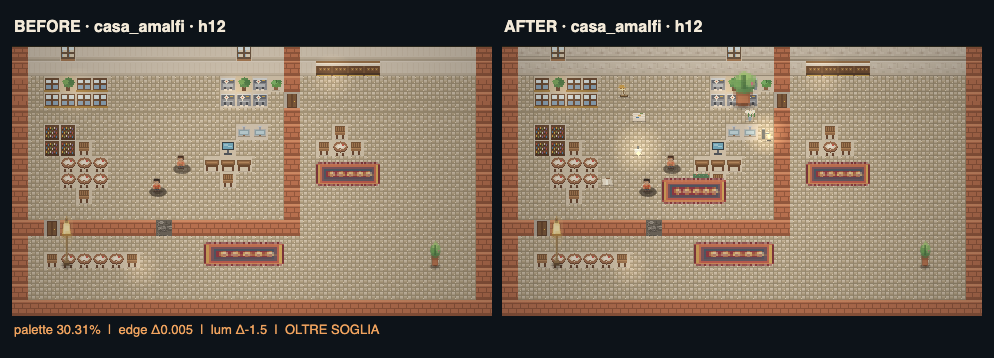 BEFORE · casa_amalfi · h12
AFTER · casa_amalfi · h12
palette 30.31% | edge Δ0.005 | lum Δ-1.5 | OLTRE SOGLIA